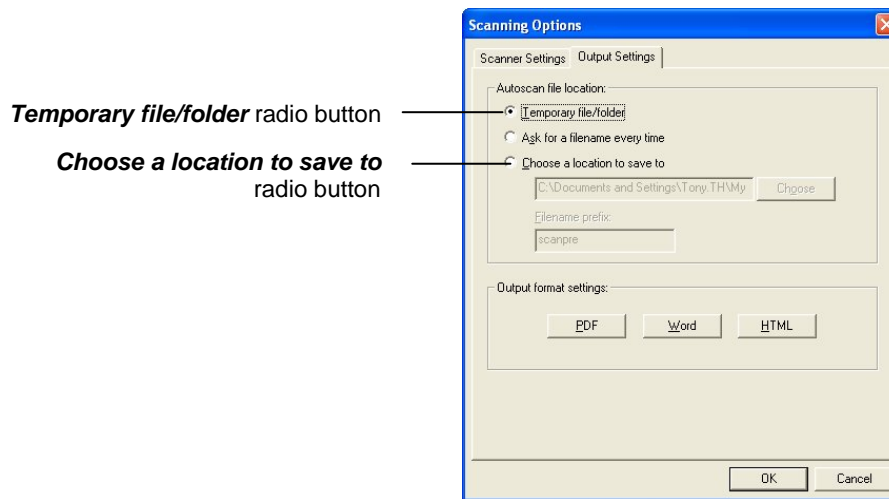 Scanning Options
Scanner Settings Output Settings
Autoscan file location:
Temporary file/folder radio button
Temporary file/folder
Ask for a filename every time
Choose a location to save to
radio button
Choose a location to save to
C:\Documents and Settings\Tony.TH\My Choose
Filename prefix:
scanpre
Output format settings:
PDF Word HTML
OK Cancel